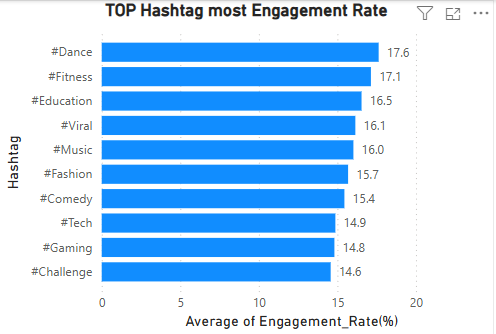 TOP Hashtag most Engagement Rate
#Dance 17.6
#Fitness 17.1
#Education 16.5
#Viral 16.1
#Music 16.0
#Fashion 15.7
#Comedy 15.4
#Tech 14.9
#Gaming 14.8
#Challenge 14.6
Hashtag
0 5 10 15 20
Average of Engagement_Rate(%)